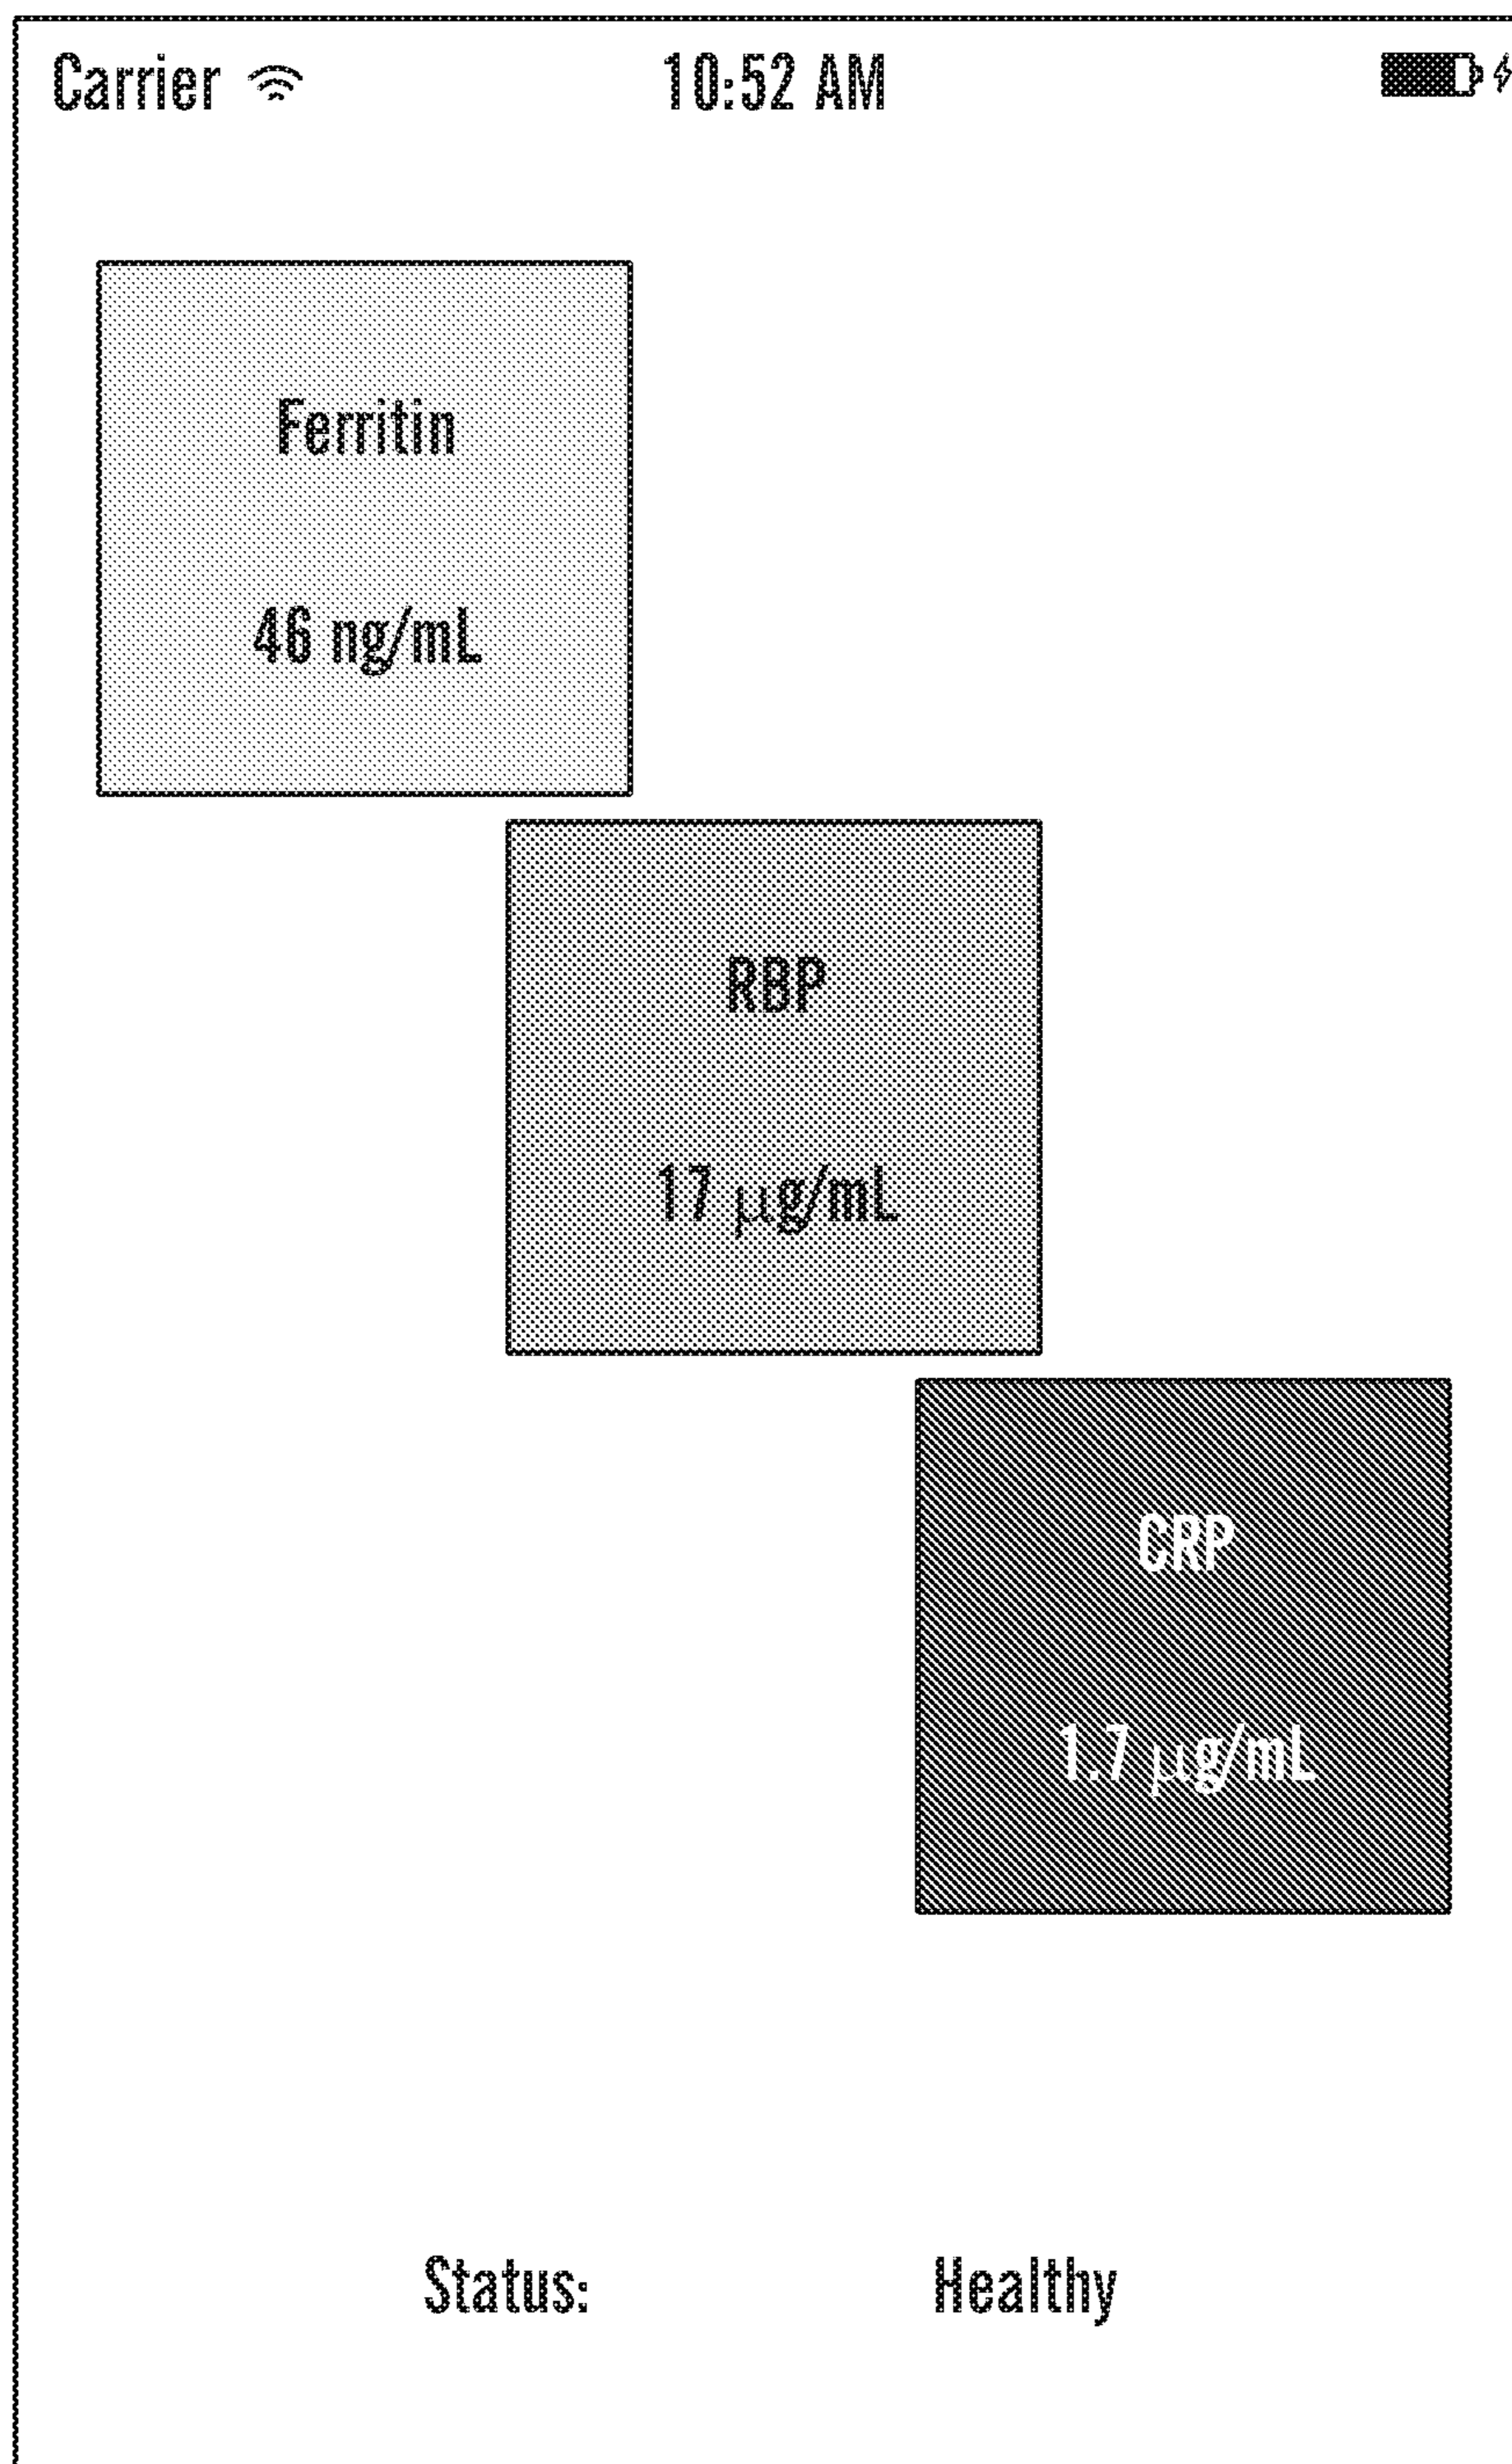 Carrier 10:52 AM
Ferritin
46 ng/mL
RBP
17 µg/mL
CRP
1.7 µg/mL
Status: Healthy